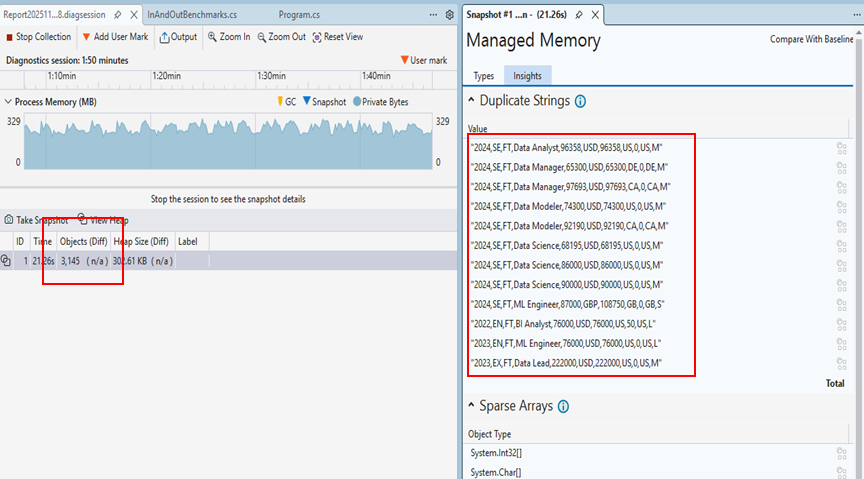 Report202511...8.diagsession InAndOutBenchmarks.cs Program.cs
Stop Collection Add User Mark Output Zoom In Zoom Out Reset View
Diagnostics session: 1:50 minutes User mark
1:10min 1:20min 1:30min 1:40min
Process Memory (MB) GC Snapshot Private Bytes
329 329
0 0
Stop the session to see the snapshot details
Take Snapshot View Heap
ID Time Objects (Diff) Heap Size (Diff) Label
1 21.26s 3,145 (n/a) 302.61 KB (n/a)
Snapshot #1 ...n - (21.26s)
Managed Memory Compare With Baseline
Types Insights
Duplicate Strings
Value
"2024,SE,FT,Data Analyst,96358,USD,96358,US,0,US,M"
"2024,SE,FT,Data Manager,65300,USD,65300,DE,0,DE,M"
"2024,SE,FT,Data Manager,97693,USD,97693,CA,0,CA,M"
"2024,SE,FT,Data Modeler,74300,USD,74300,US,0,US,M"
"2024,SE,FT,Data Modeler,92190,USD,92190,CA,0,CA,M"
"2024,SE,FT,Data Science,68195,USD,68195,US,0,US,M"
"2024,SE,FT,Data Science,86000,USD,86000,US,0,US,M"
"2024,SE,FT,Data Science,90000,USD,90000,US,0,US,M"
"2024,SE,FT,ML Engineer,87000,GBP,108750,GB,0,GB,S"
"2022,EN,FT,BI Analyst,76000,USD,76000,US,50,US,L"
"2023,EN,FT,ML Engineer,76000,USD,76000,US,0,US,L"
"2023,EX,FT,Data Lead,222000,USD,222000,US,0,US,M"
Total
Sparse Arrays
Object Type
System.Int32[]
System.Char[]